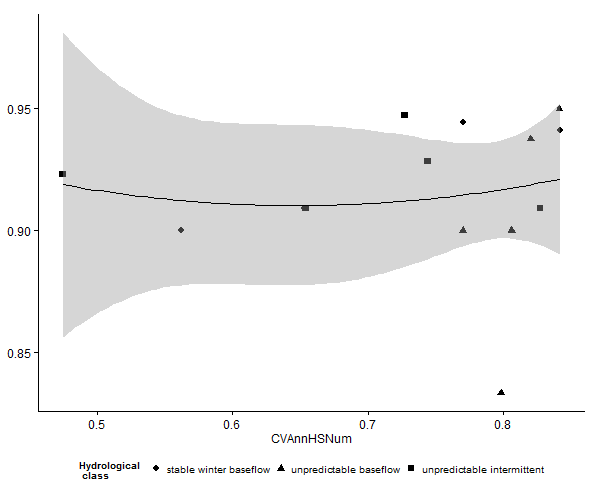 0.95
0.90
0.85
0.5 0.6 0.7 0.8
CVAnnHSNum
Hydrological
class
stable winter baseflow unpredictable baseflow unpredictable intermittent